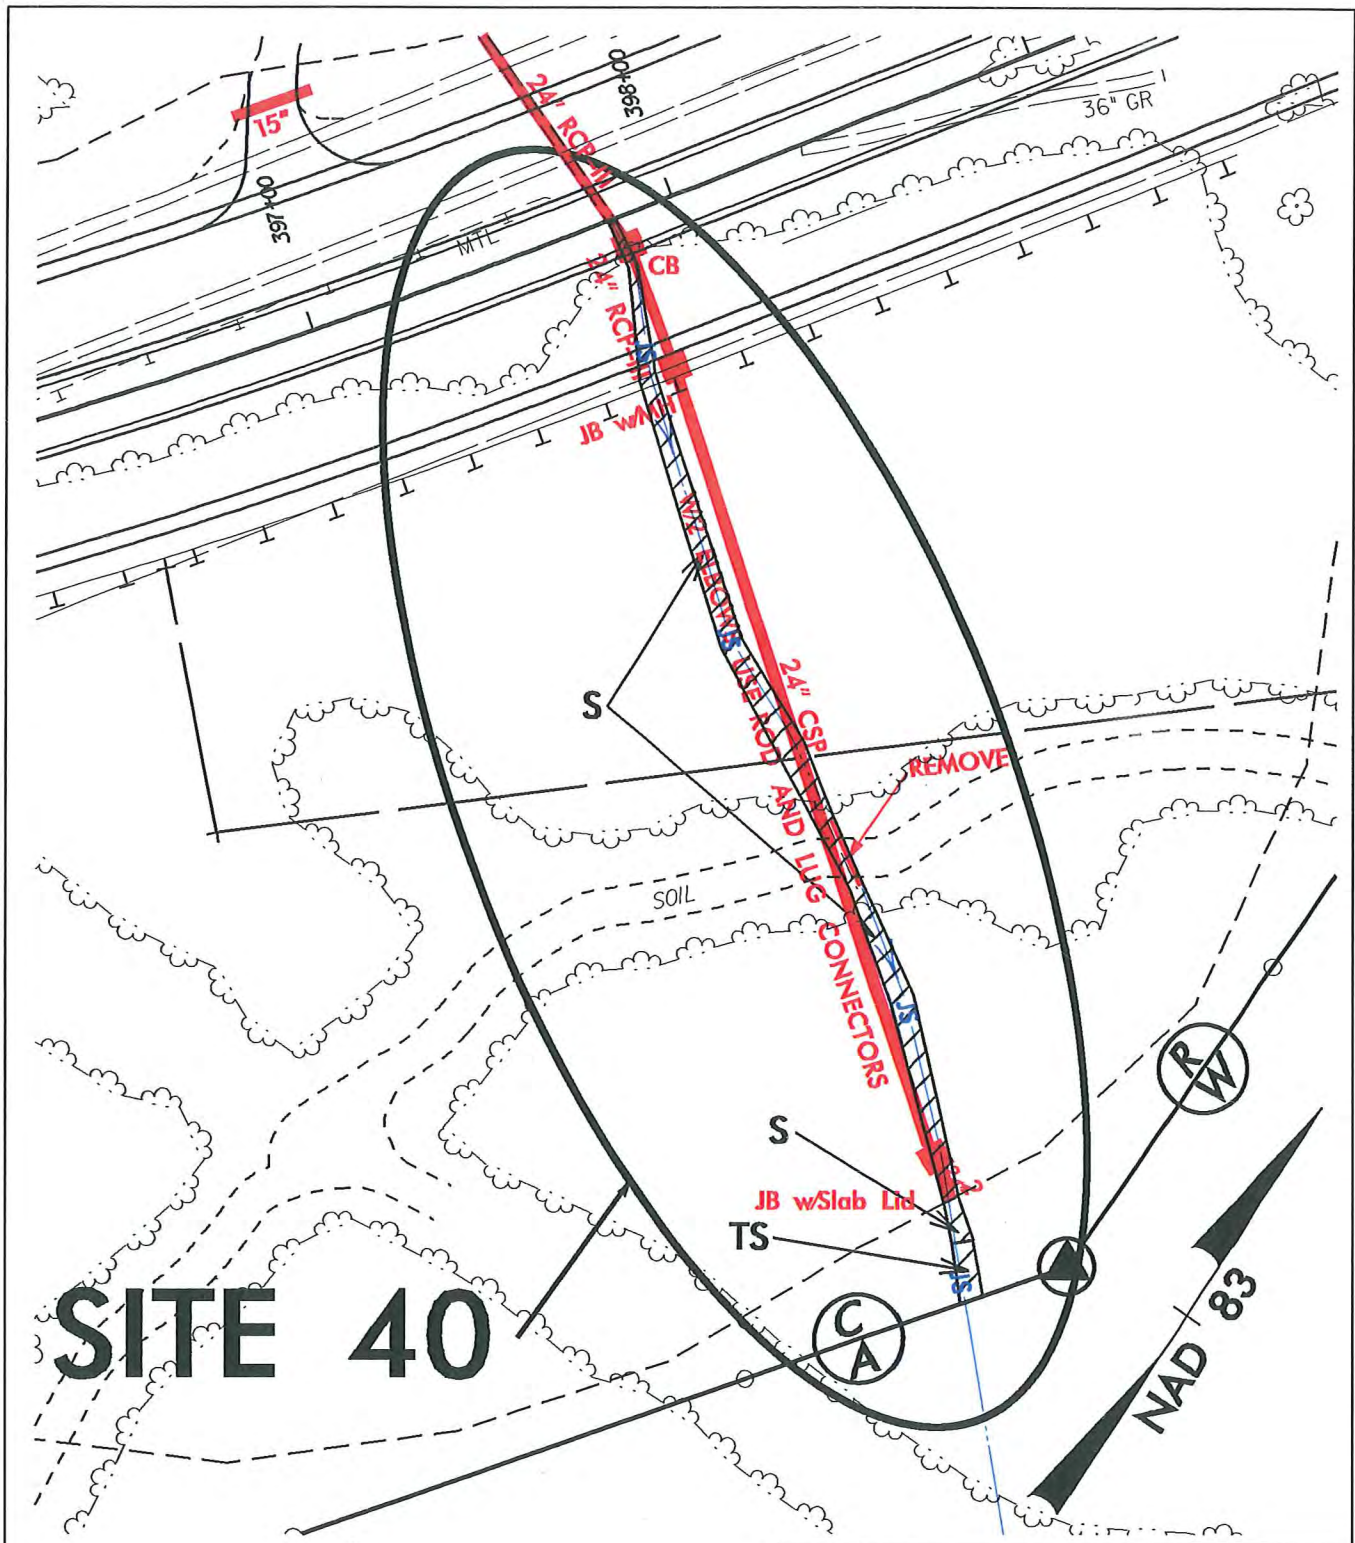 24" RCP-III
398+00
36" GR
15"
397+00
MTL
CB
24" RCP-III
JS
JB w/MH
W/2 ELBOWS USE ROD AND LUG CONNECTORS
JS
24" CSP
S
REMOVE
SOIL
JS
R/W
S
JB w/Slab Lid
TS
JS
SITE 40
C
A
NAD 83